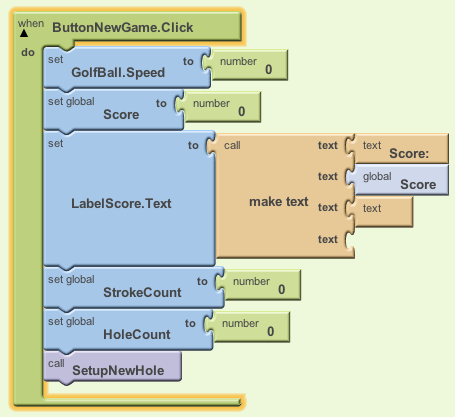 when ButtonNewGame.Click
do
set GolfBall.Speed to number 0
set global Score to number 0
set LabelScore.Text to call make text
text text Score:
text global Score
text text
text
set global StrokeCount to number 0
set global HoleCount to number 0
call SetupNewHole